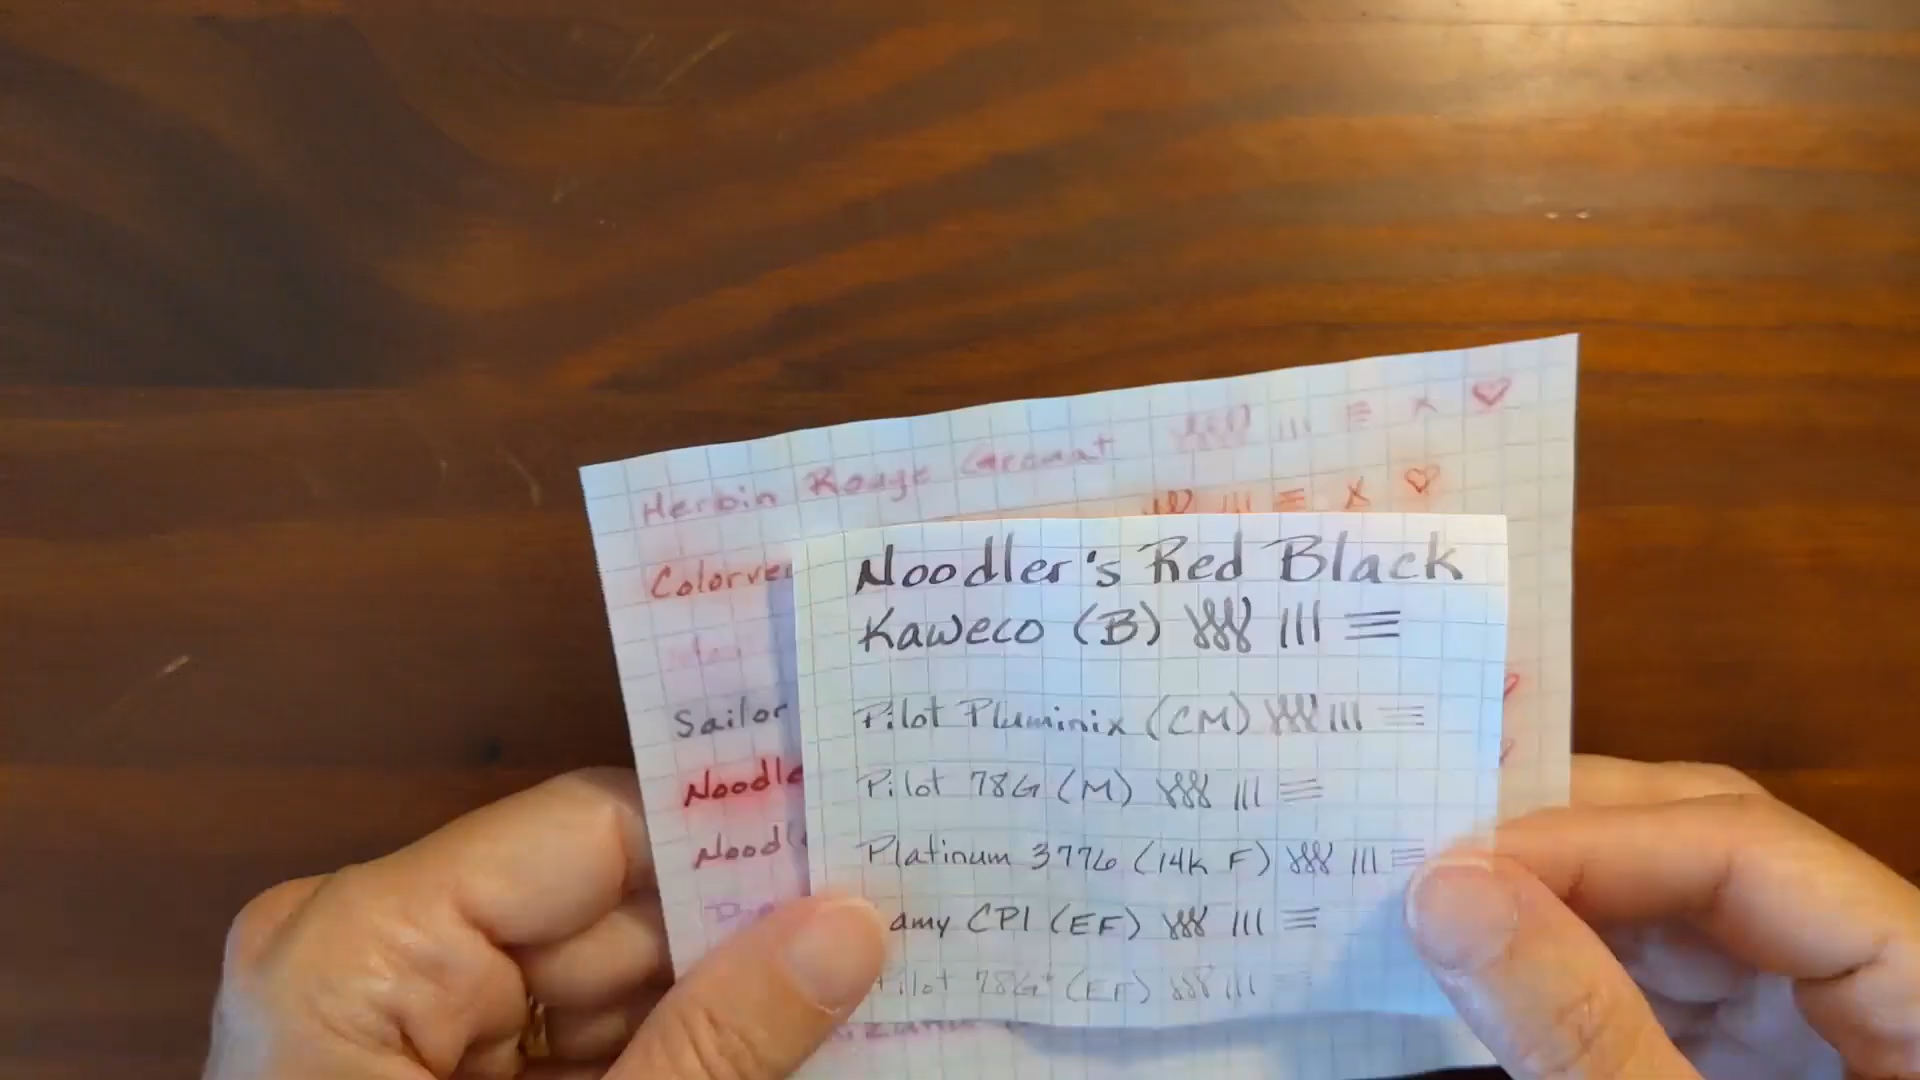 Herbin Rouge Grenat
Colorve
Sailor
Noodle
Nood
Noodler's Red Black
Kaweco (B)
Pilot Pluminix (CM)
Pilot 78G (M)
Platinum 3776 (14K F)
amy CP1 (EF)
ilot 78G* (EF)